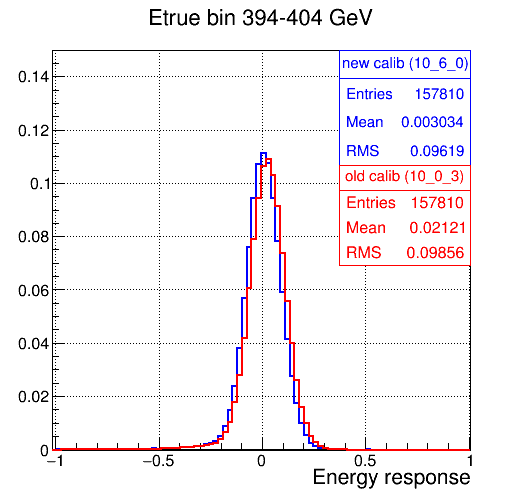 Etrue bin 394-404 GeV
new calib (10_6_0)
Entries 157810
Mean 0.003034
RMS 0.09619
old calib (10_0_3)
Entries 157810
Mean 0.02121
RMS 0.09856
0.14
0.12
0.1
0.08
0.06
0.04
0.02
0
−1 −0.5 0 0.5 1
Energy response